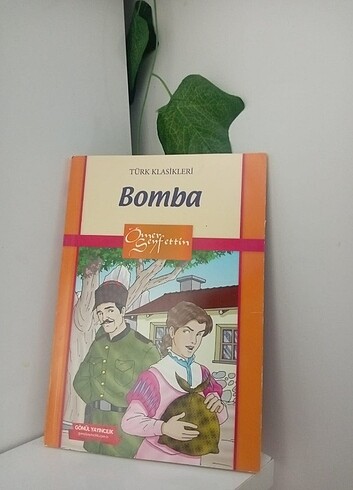 TÜRK KLASİKLERİ
Bomba
Ömer
Seyfettin
GÖNÜL YAYINCILIK